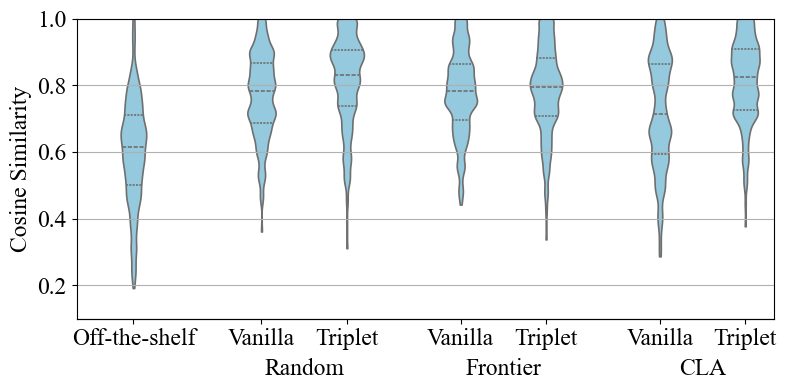 Cosine Similarity
1.0
0.8
0.6
0.4
0.2
Off-the-shelf Vanilla Triplet Vanilla Triplet Vanilla Triplet
Random Frontier CLA